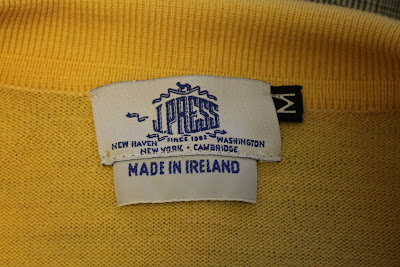 J. PRESS
SINCE 1902
NEW HAVEN WASHINGTON
NEW YORK · CAMBRIDGE
M
MADE IN IRELAND